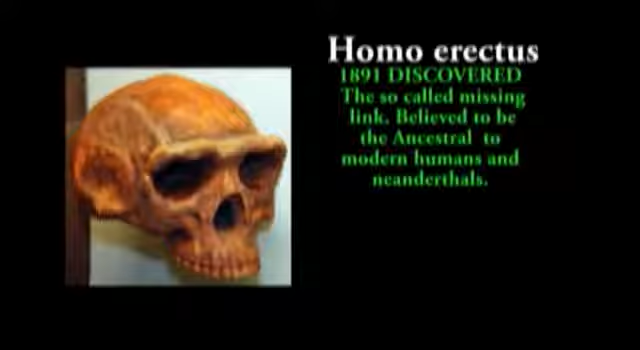 Homo erectus
1891 DISCOVERED
The so called missing
link. Believed to be
the Ancestral to
modern humans and
neanderthals.